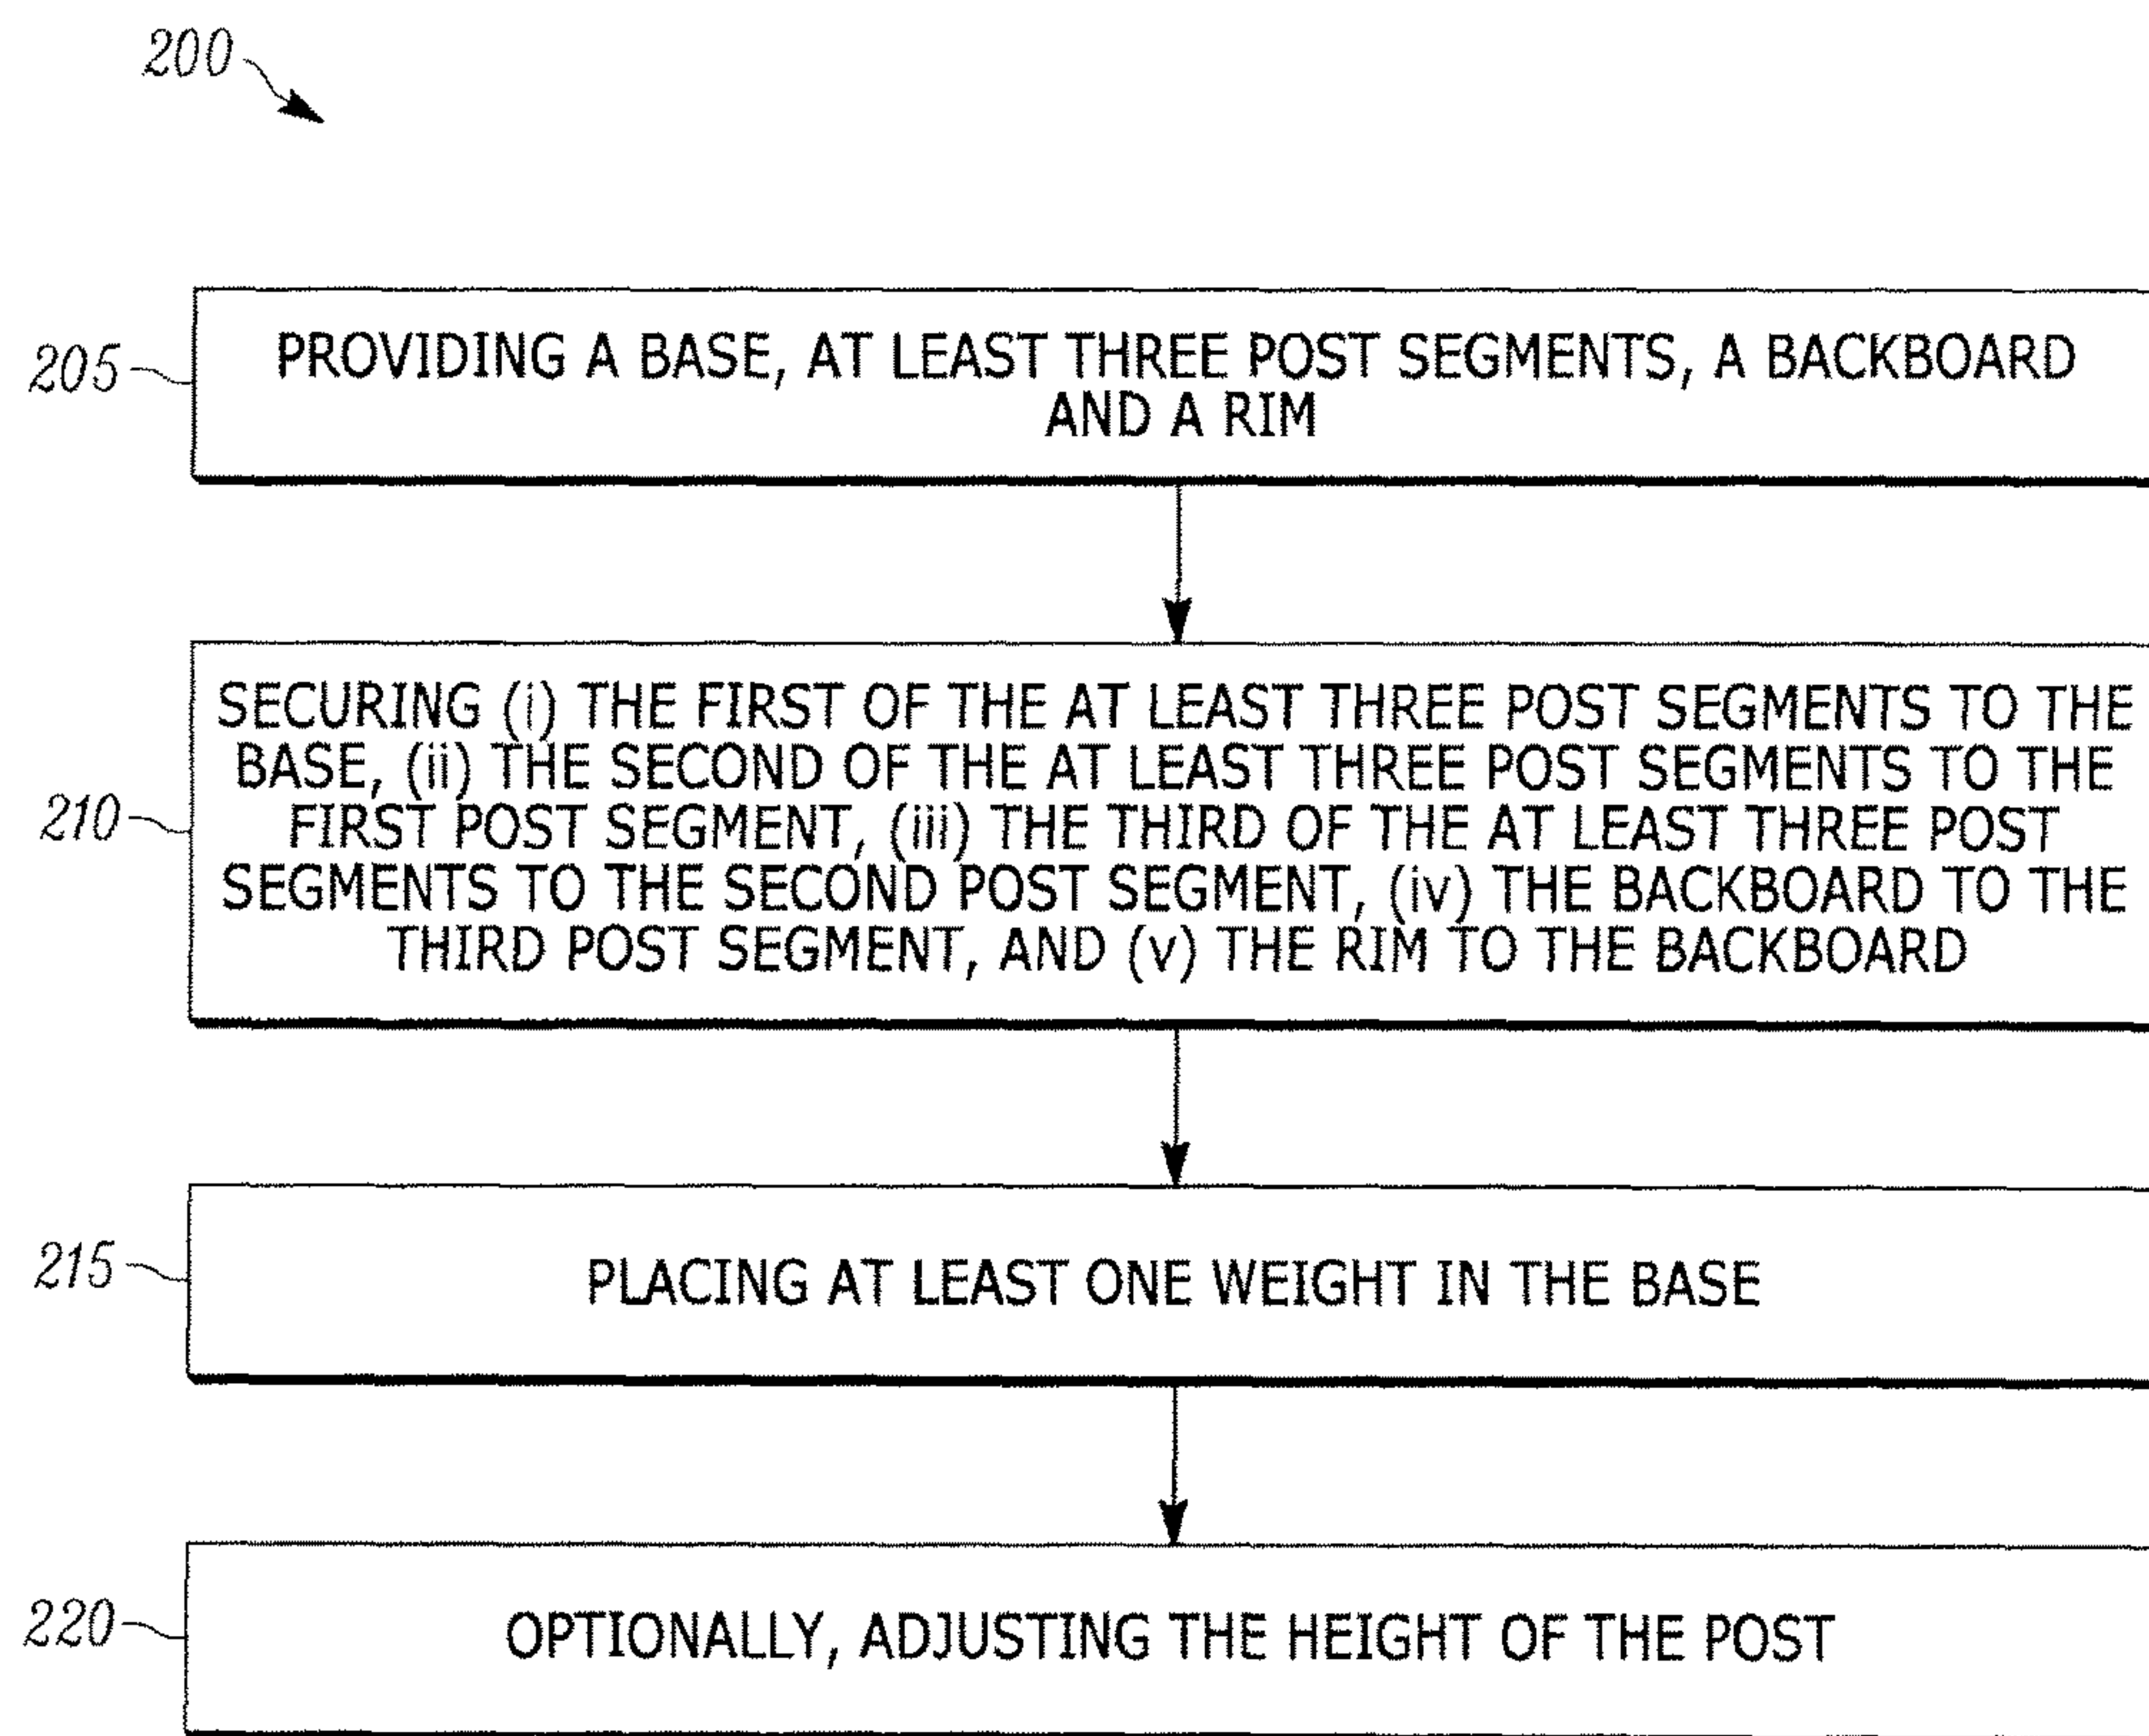 200
205
PROVIDING A BASE, AT LEAST THREE POST SEGMENTS, A BACKBOARD
AND A RIM
210
SECURING (i) THE FIRST OF THE AT LEAST THREE POST SEGMENTS TO THE
BASE, (ii) THE SECOND OF THE AT LEAST THREE POST SEGMENTS TO THE
FIRST POST SEGMENT, (iii) THE THIRD OF THE AT LEAST THREE POST
SEGMENTS TO THE SECOND POST SEGMENT, (iv) THE BACKBOARD TO THE
THIRD POST SEGMENT, AND (v) THE RIM TO THE BACKBOARD
215
PLACING AT LEAST ONE WEIGHT IN THE BASE
220
OPTIONALLY, ADJUSTING THE HEIGHT OF THE POST